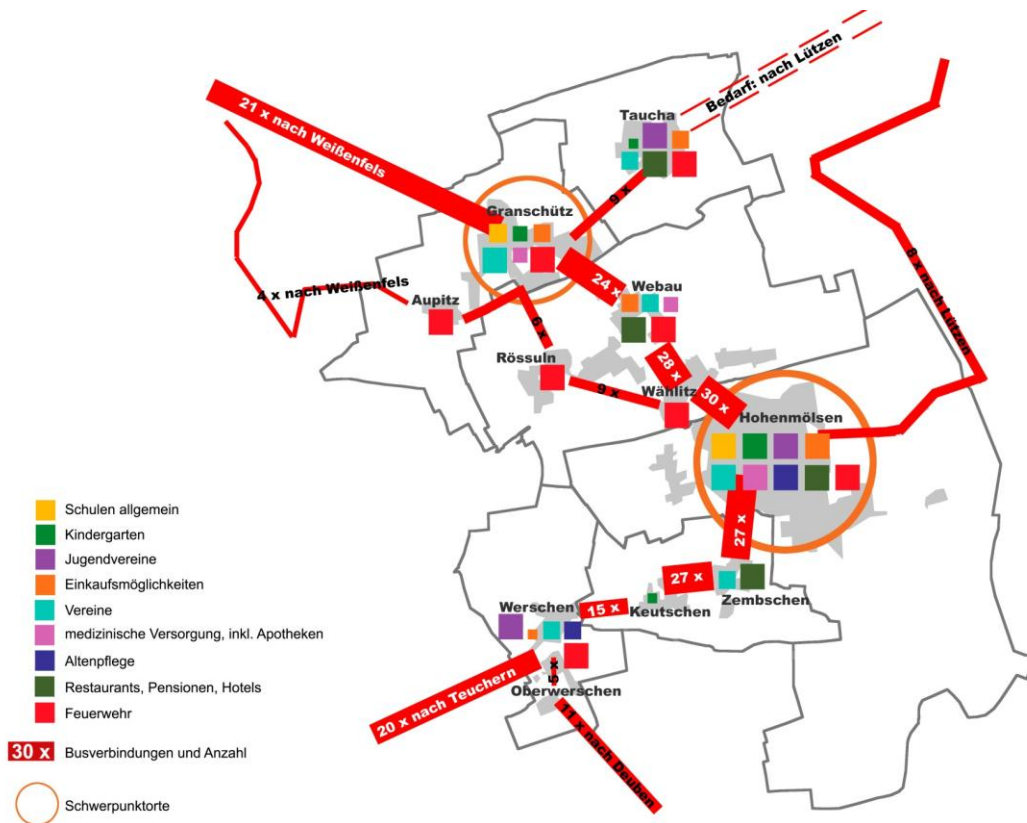 Bedarf: nach Lützen
Taucha
21 x nach Weißenfels
9 x
Granschütz
8 x nach Lützen
24 x
Webau
4 x nach Weißenfels
Aupitz
6 x
Rössuln
28 x
9 x
Wählitz
30 x
Hohenmölsen
27 x
27 x
Zembschen
Keutschen
15 x
Werschen
5 x
Oberwerschen
20 x nach Teuchern
11 x nach Deuben
Schulen allgemein
Kindergarten
Jugendvereine
Einkaufsmöglichkeiten
Vereine
medizinische Versorgung, inkl. Apotheken
Altenpflege
Restaurants, Pensionen, Hotels
Feuerwehr
30 x Busverbindungen und Anzahl
Schwerpunktorte